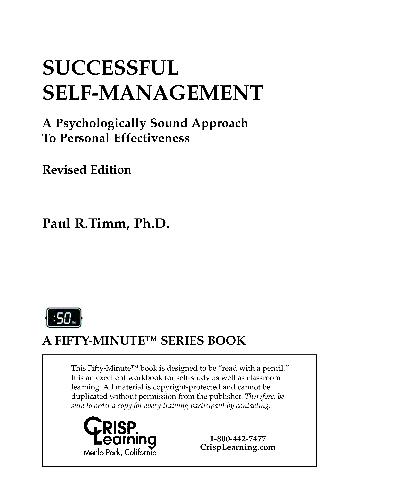 SUCCESSFUL
SELF-MANAGEMENT
A Psychologically Sound Approach
To Personal Effectiveness
Revised Edition
Paul R.Timm, Ph.D.
:50
A FIFTY-MINUTE™ SERIES BOOK
This Fifty-Minute™ book is designed to be “read with a pencil.”
It is an excellent workbook for self-study as well as classroom
learning. All material is copyright-protected and cannot be
duplicated without permission from the publisher. Therefore, be
sure to order a copy for every training participant by contacting:
CRISP.
Learning
Menlo Park, California
1-800-442-7477
CrispLearning.com